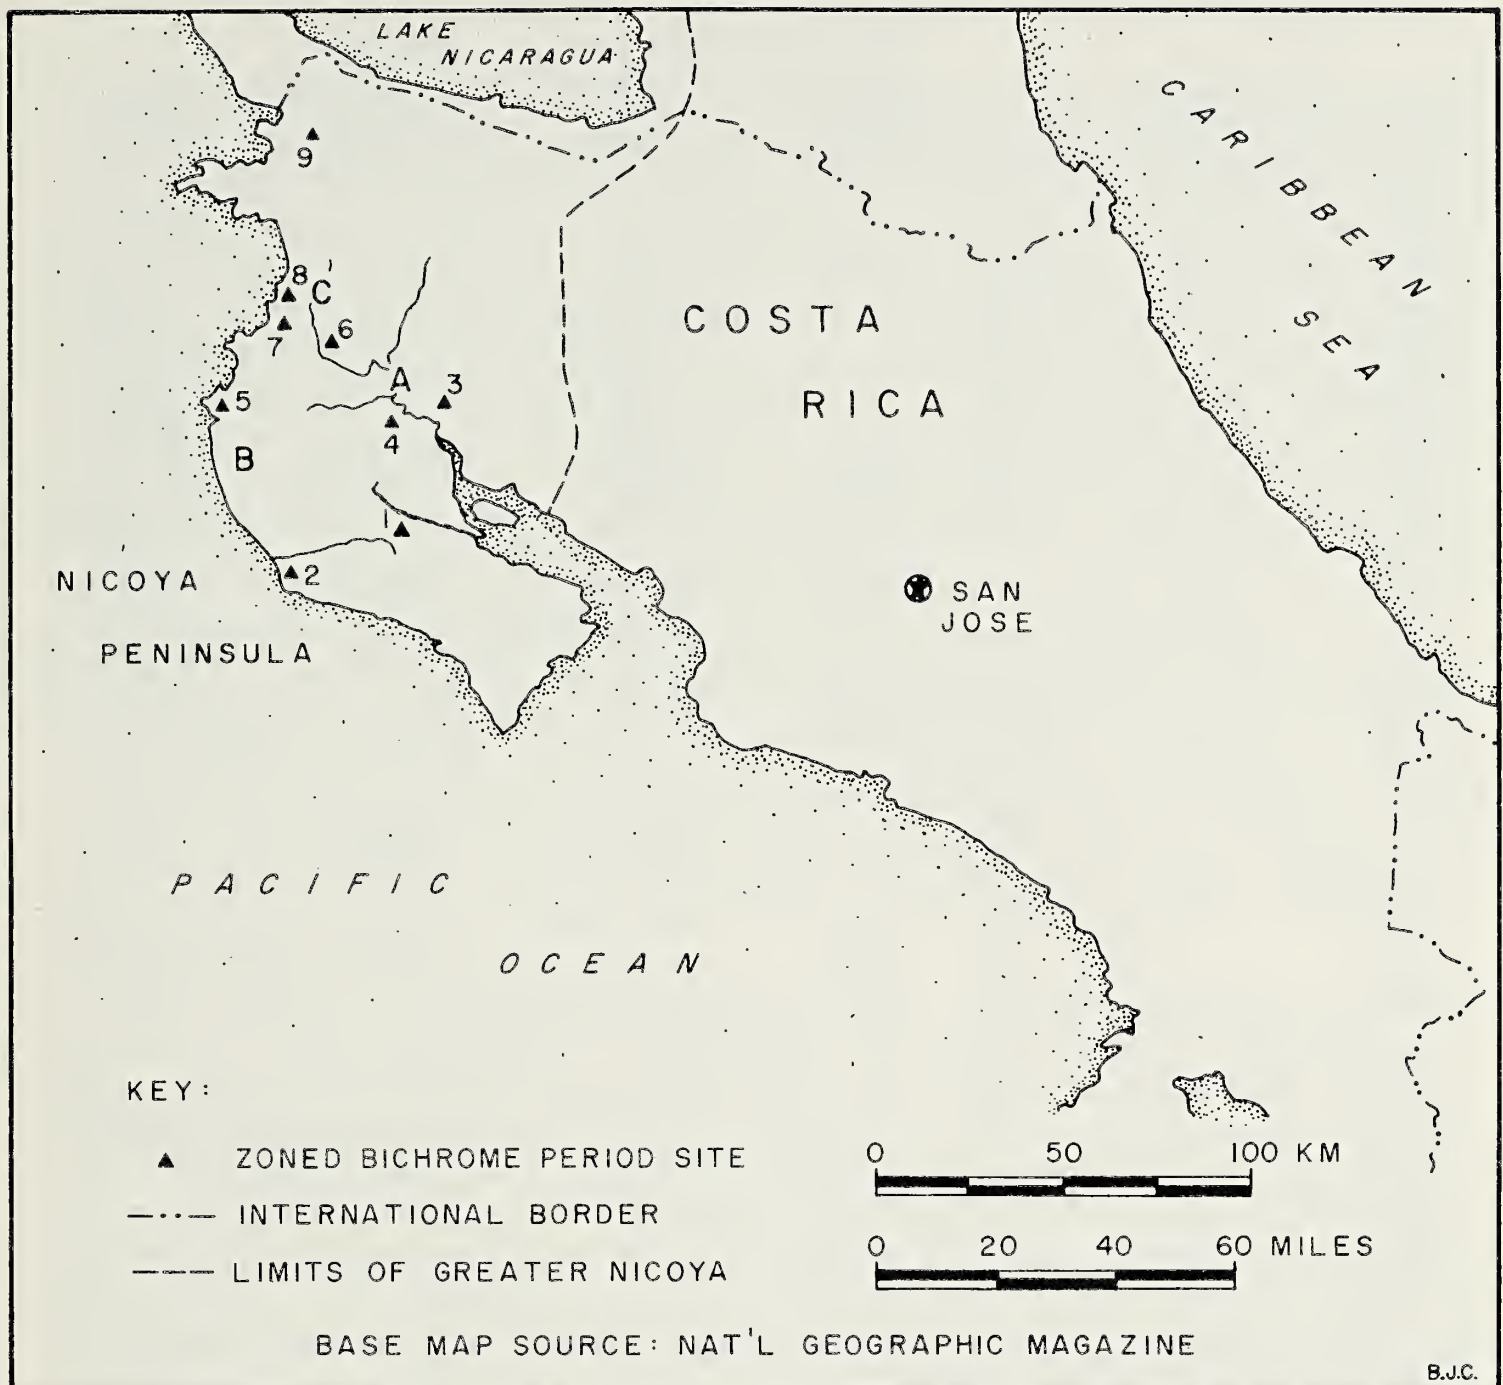 LAKE
NICARAGUA
CARIBBEAN
SEA
9
8
C
7
6
COSTA
RICA
A
3
5
4
B
1
2
NICOYA
PENINSULA
SAN
JOSE
PACIFIC
OCEAN
KEY:
ZONED BICHROME PERIOD SITE
INTERNATIONAL BORDER
LIMITS OF GREATER NICOYA
0 50 100 KM
0 20 40 60 MILES
BASE MAP SOURCE: NAT'L GEOGRAPHIC MAGAZINE
B.J.C.